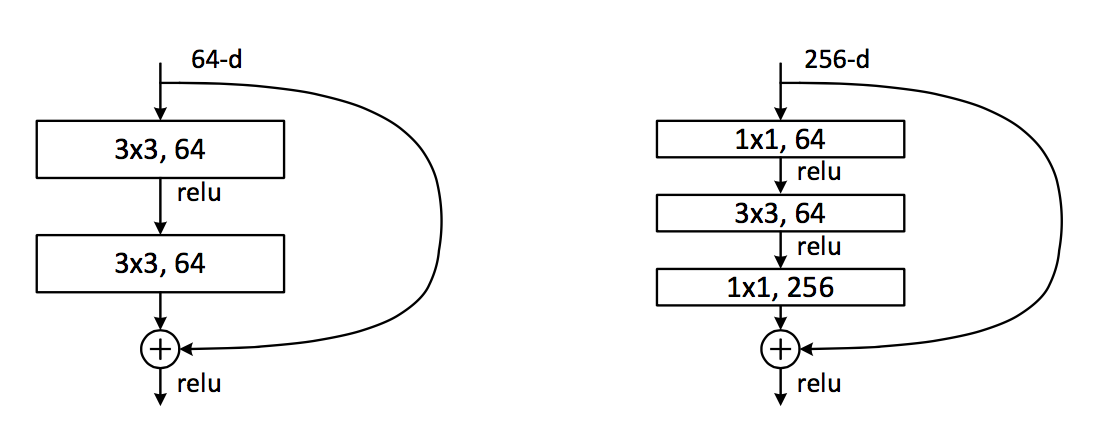 64-d
3x3, 64
relu
3x3, 64
+
relu
256-d
1x1, 64
relu
3x3, 64
relu
1x1, 256
+
relu